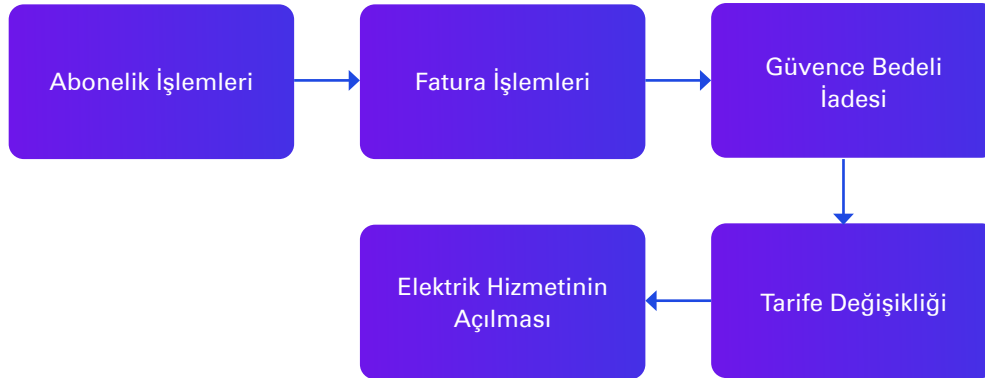 Abonelik İşlemleri
Fatura İşlemleri
Güvence Bedeli
İadesi
Tarife Değişikliği
Elektrik Hizmetinin
Açılması